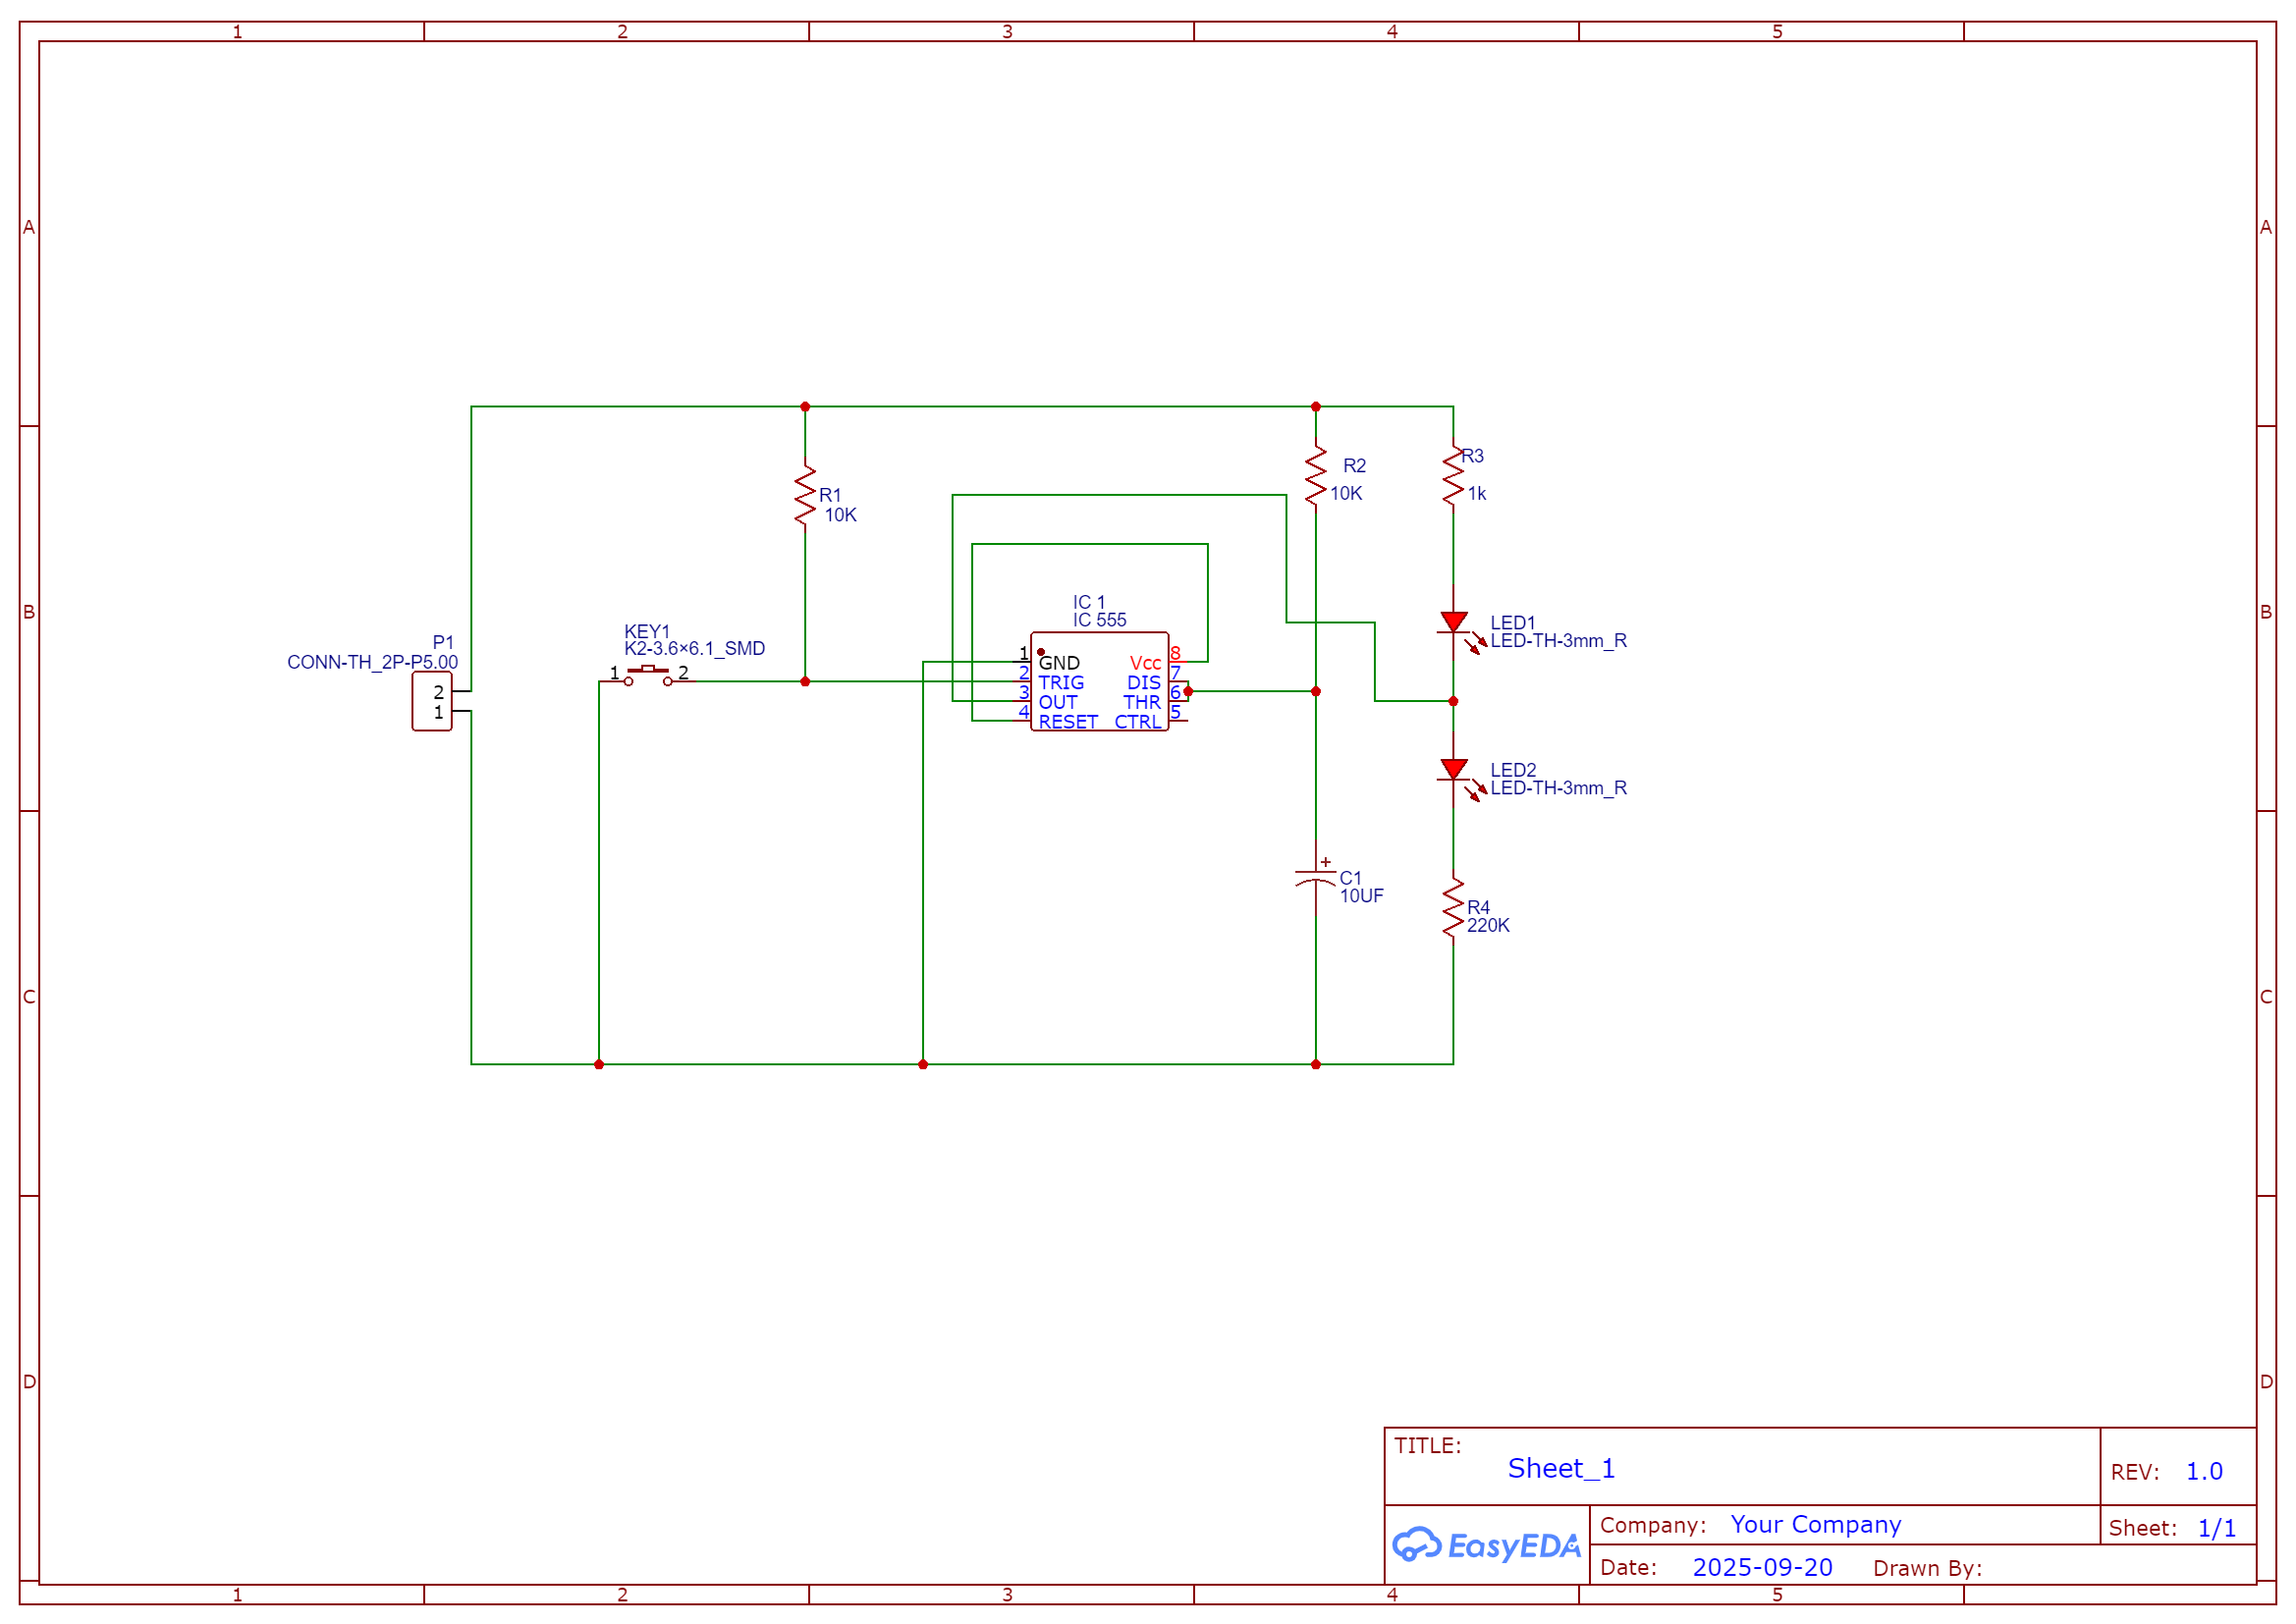 1 2 3 4 5
A A
R2
R3
10K
1k
R1
10K
IC 1
IC 555
B B
LED1
LED-TH-3mm_R
KEY1
K2-3.6×6.1_SMD
P1
CONN-TH_2P-P5.00
1 2
2
1
1 GND Vcc 8
2 TRIG DIS 7
3 OUT THR 6
4 RESET CTRL 5
LED2
LED-TH-3mm_R
+
C1
10UF
R4
220K
C C
D D
TITLE:
Sheet_1
REV: 1.0
EasyEDA
Company: Your Company
Sheet: 1/1
Date: 2025-09-20 Drawn By:
1 2 3 4 5